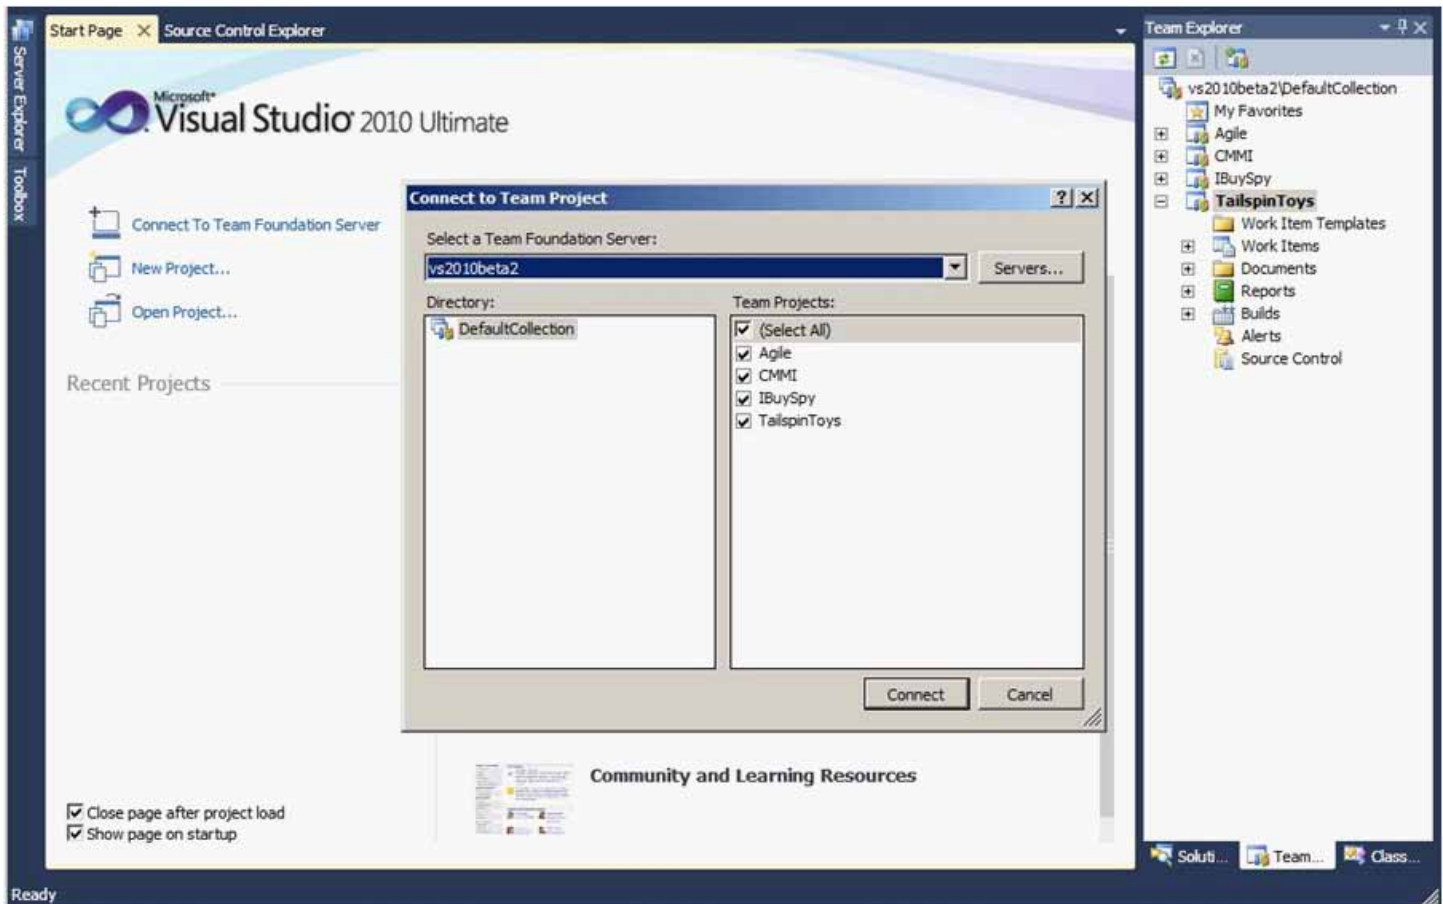 Start Page
Source Control Explorer
Server Explorer
Toolbox
Microsoft®
Visual Studio 2010 Ultimate
Connect To Team Foundation Server
New Project...
Open Project...
Recent Projects
Connect to Team Project
Select a Team Foundation Server:
vs2010beta2
Servers...
Directory:
DefaultCollection
Team Projects:
(Select All)
Agile
CMMI
IBuySpy
TailspinToys
Connect
Cancel
Community and Learning Resources
Close page after project load
Show page on startup
Team Explorer
vs2010beta2\DefaultCollection
My Favorites
Agile
CMMI
IBuySpy
TailspinToys
Work Item Templates
Work Items
Documents
Reports
Builds
Alerts
Source Control
Soluti...
Team...
Class...
Ready